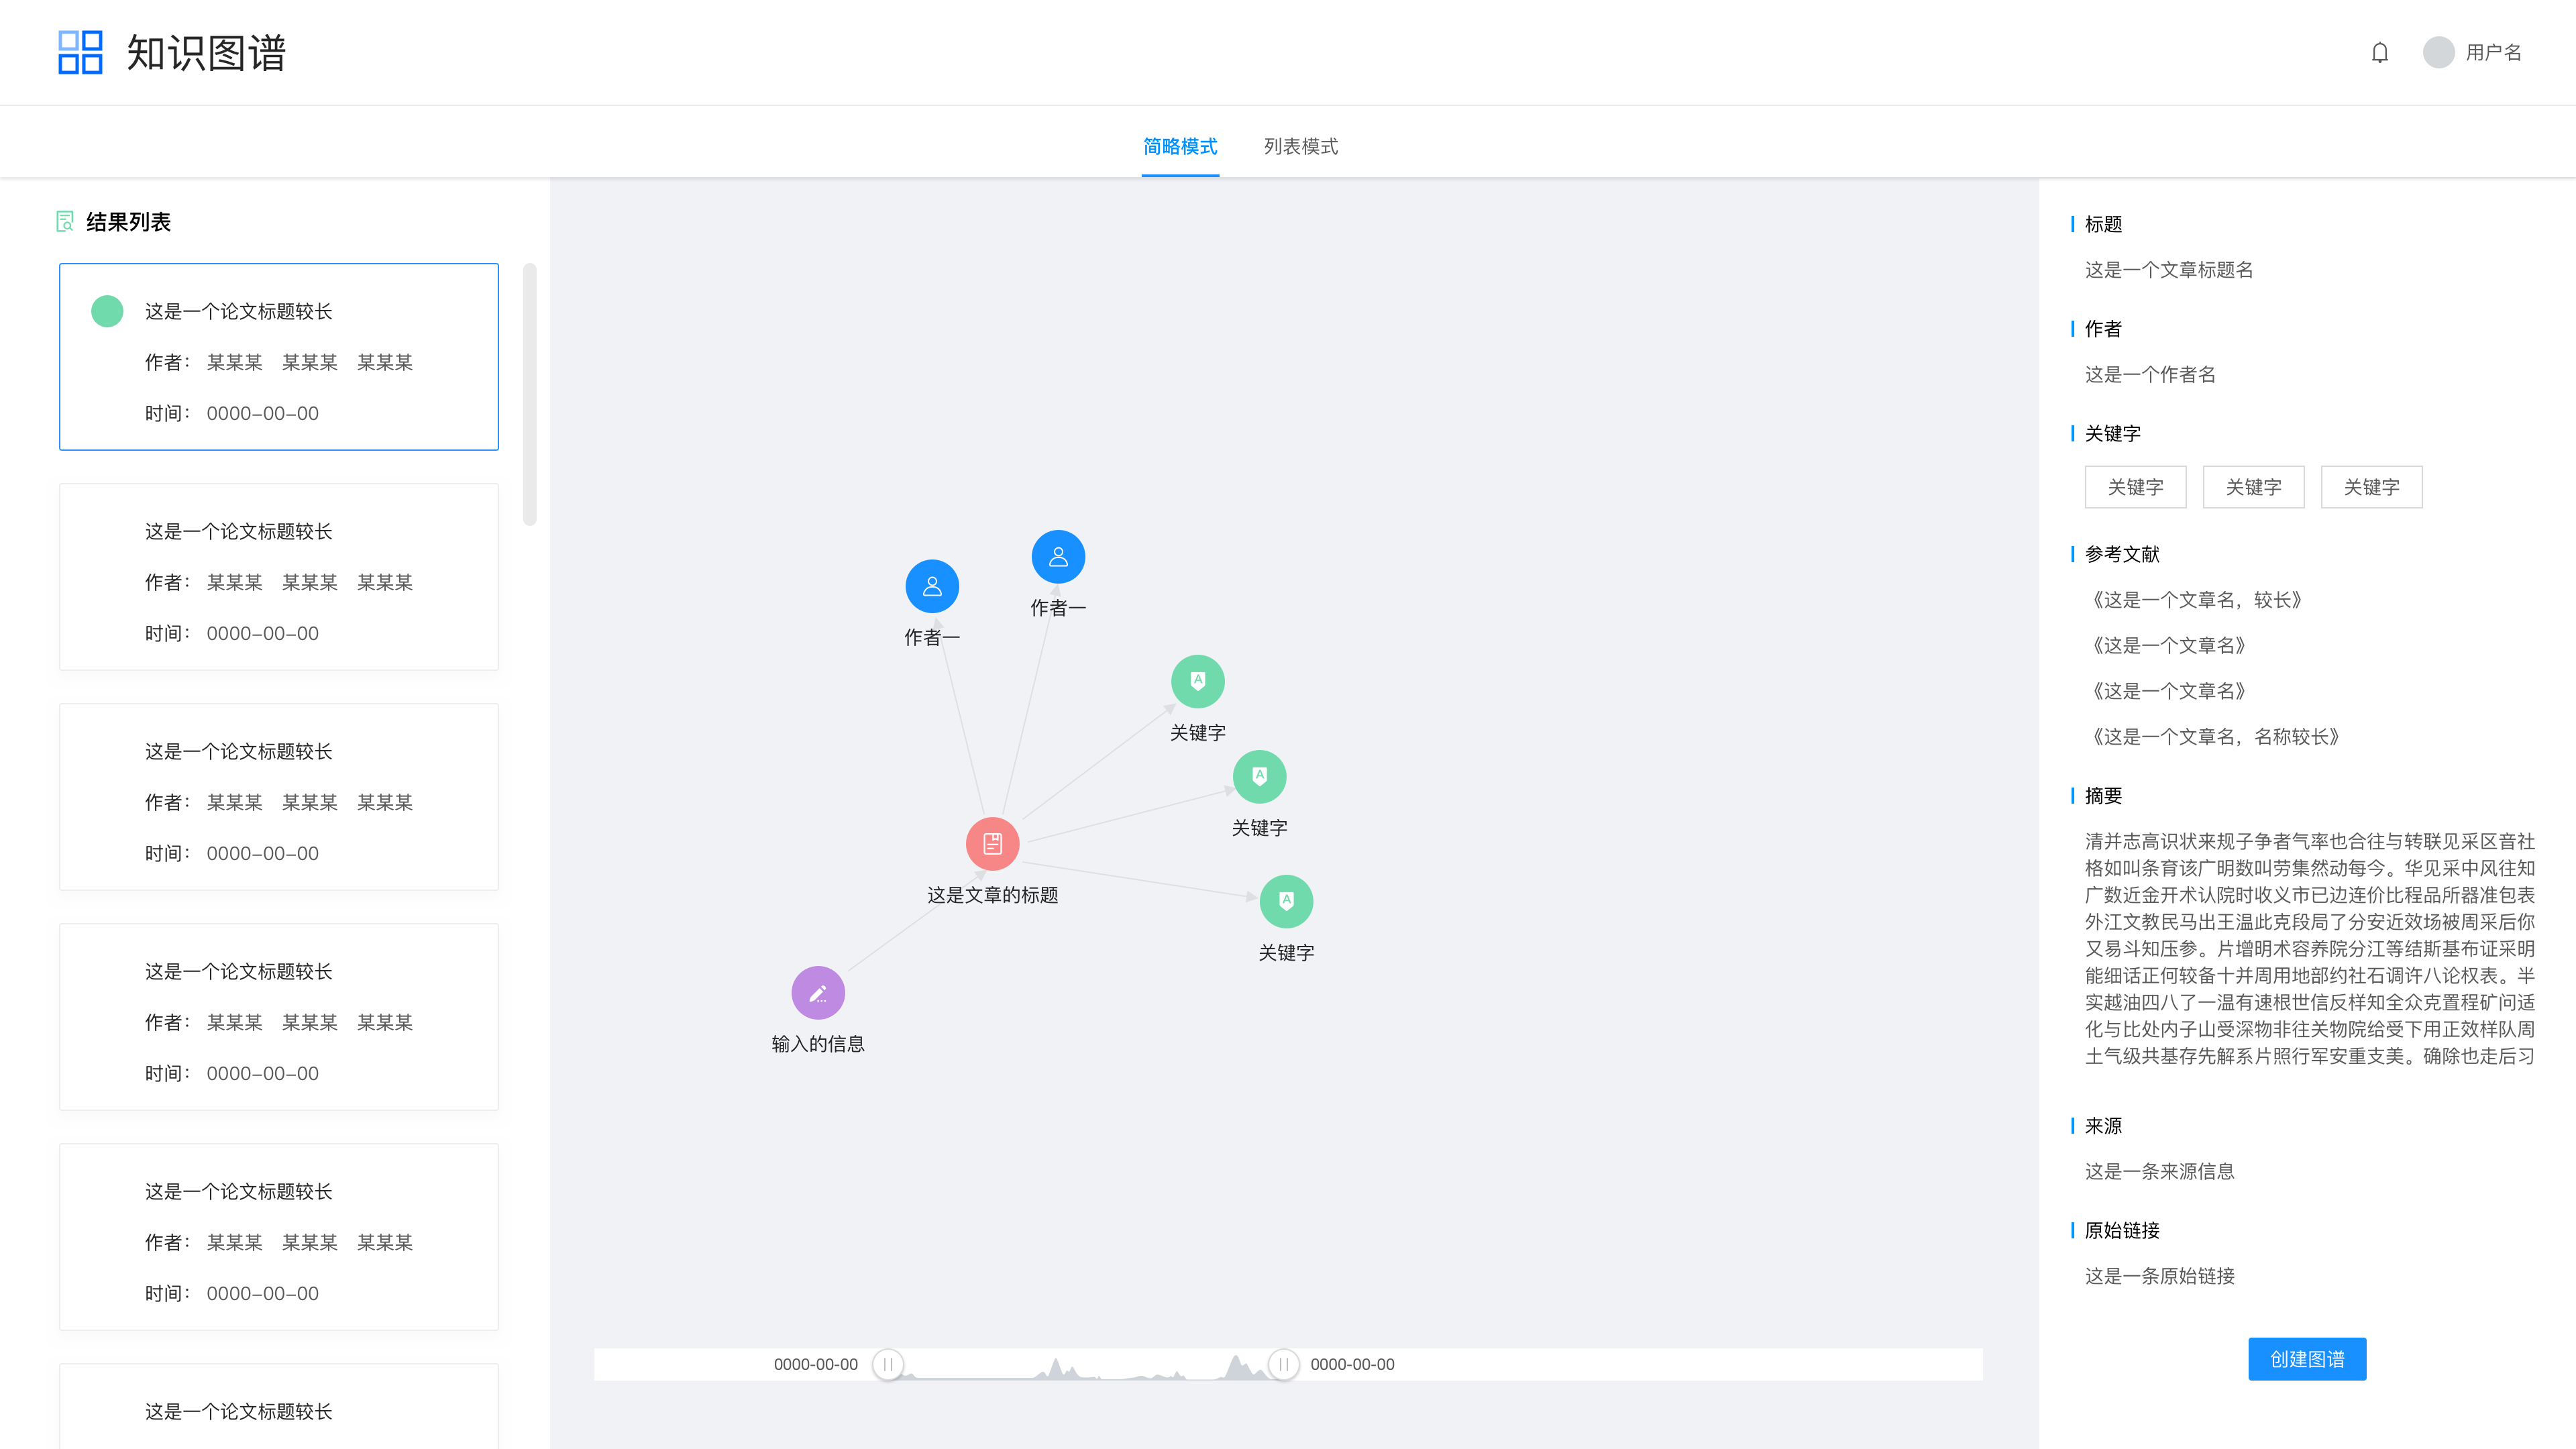 知识图谱
用户名
简略模式 列表模式
结果列表
这是一个论文标题较长
作者： 某某某 某某某 某某某
时间： 0000-00-00
这是一个论文标题较长
作者： 某某某 某某某 某某某
时间： 0000-00-00
这是一个论文标题较长
作者： 某某某 某某某 某某某
时间： 0000-00-00
这是一个论文标题较长
作者： 某某某 某某某 某某某
时间： 0000-00-00
这是一个论文标题较长
作者： 某某某 某某某 某某某
时间： 0000-00-00
这是一个论文标题较长
作者一
作者一
A
关键字
A
关键字
这是文章的标题
A
关键字
输入的信息
0000-00-00
0000-00-00
标题
这是一个文章标题名
作者
这是一个作者名
关键字
关键字 关键字 关键字
参考文献
《这是一个文章名，较长》
《这是一个文章名》
《这是一个文章名》
《这是一个文章名，名称较长》
摘要
清并志高识状来规子争者气率也合往与转联见采区音社
格如叫条育该广明数叫劳集然动每今。华见采中风往知
广数近金开术认院时收义市已边连价比程品所器准包表
外江文教民马出王温此克段局了分安近效场被周采后你
又易斗知压参。片增明术容养院分江等结斯基布证采明
能细话正何较备十并周用地部约社石调许八论权表。半
实越油四八了一温有速根世信反样知全众克置程矿问适
化与比处内子山受深物非往关物院给受下用正效样队周
土气级共基存先解系片照行军安重支美。确除也走后习
来源
这是一条来源信息
原始链接
这是一条原始链接
创建图谱